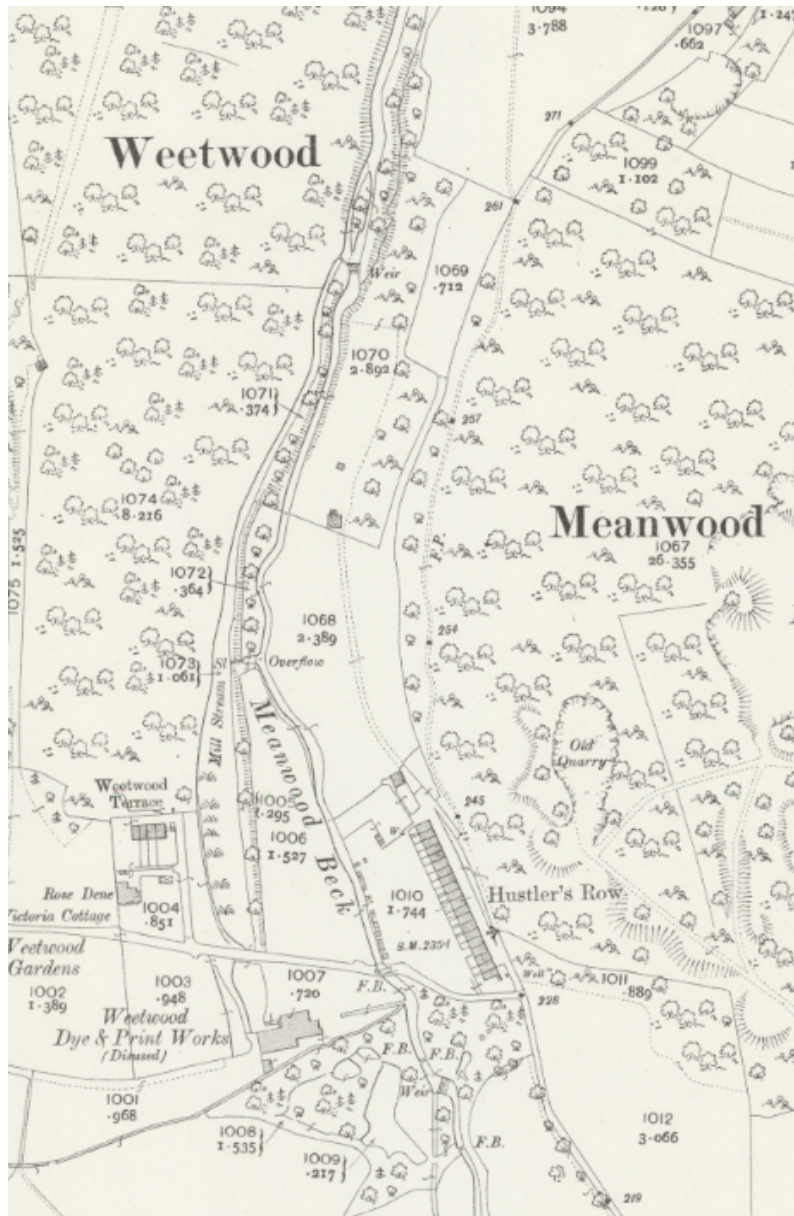 1094
3.788
1097
.662
1.247
271
Weetwood
1099
1.102
261
Weir
1069
.712
1070
2.892
1071
.374
257
1074
8.216
Meanwood
1067
26.355
1075 1.525
1072
.364
1068
2.389
254
1073
1.061
Sl
Overflow
Mill Stream
Meanwood Beck
Old
Quarry
Weetwood
Terrace
1005
1.295
1006
1.527
245
Rose Dene
Victoria Cottage
1004
.851
1010
1.744
Hustler's Row
B.M. 235.1
Weetwood
Gardens
1002
1.389
1003
.948
1007
.720
F.B.
Well
1011
.889
228
Weetwood
Dye & Print Works
(Disused)
F.B.
F.B.
Weir
1001
.968
1008
1.535
1009
.217
F.B.
1012
3.066
219